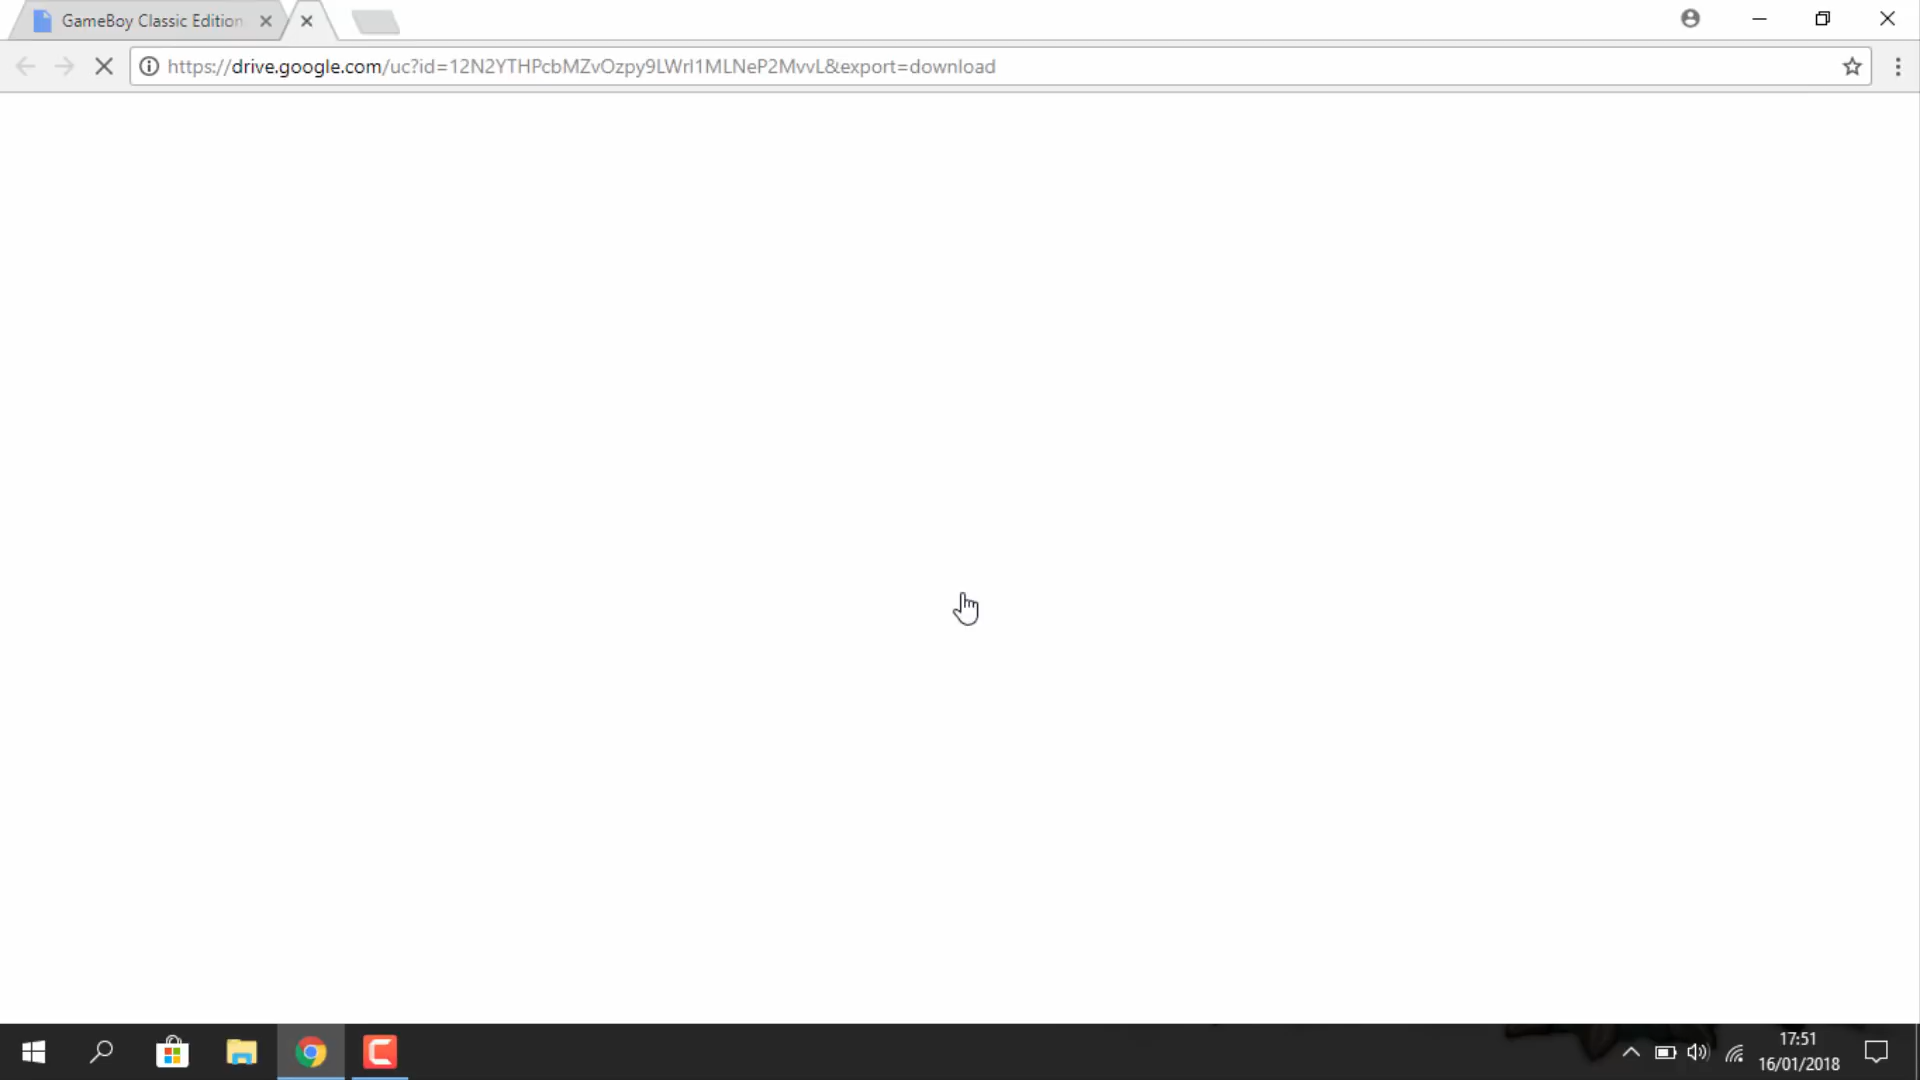 GameBoy Classic Edition
https://drive.google.com/uc?id=12N2YTHPcbMZvOzpy9LWrl1MLNeP2MvvL&export=download
17:51
16/01/2018